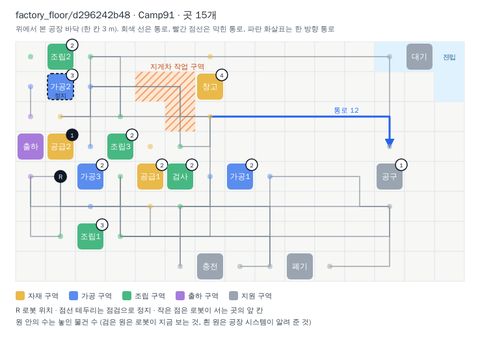 factory_floor/d296242b48 · Camp91 · 곳 15개
위에서 본 공장 바닥 (한 칸 3 m). 회색 선은 통로, 빨간 점선은 막힌 통로, 파란 화살표는 한 방향 통로
조립2 2
대기
진입
지게차 작업 구역
가공2 3
정지
창고 4
통로 12
출하
공급2 1
조립3 2
R
가공3 2
공급1 2
검사 2
가공1 2
공구 1
조립1 3
충전
폐기
자재 구역
가공 구역
조립 구역
출하 구역
지원 구역
R 로봇 위치 · 점선 테두리는 점검으로 정지 · 작은 점은 로봇이 서는 곳의 앞 칸
원 안의 수는 놓인 물건 수 (검은 원은 로봇이 지금 보는 것, 흰 원은 공장 시스템이 알려 준 것)